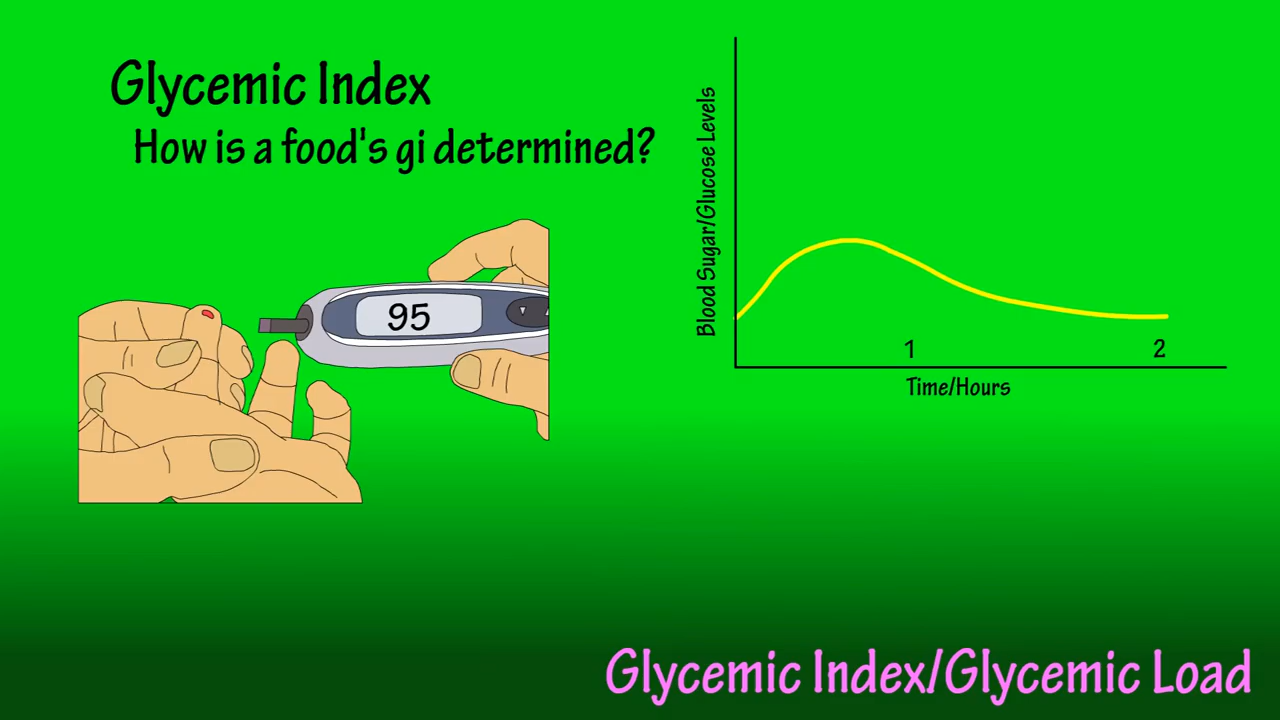 Glycemic Index
How is a food's gi determined?
95
Blood Sugar/Glucose Levels
1
2
Time/Hours
Glycemic Index/Glycemic Load